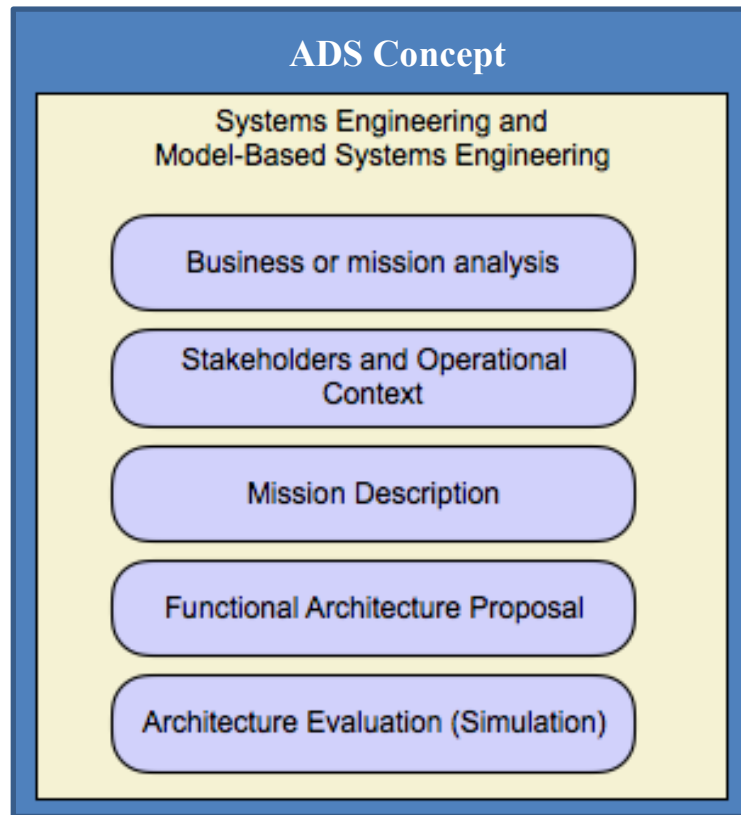 ADS Concept
Systems Engineering and
Model-Based Systems Engineering
Business or mission analysis
Stakeholders and Operational
Context
Mission Description
Functional Architecture Proposal
Architecture Evaluation (Simulation)